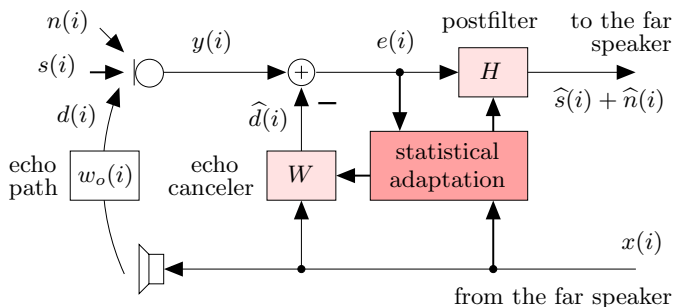 n(i)
postfilter
to the far
speaker
s(i)
y(i)
e(i)
+
H
d(i)
d̂(i)
−
ŝ(i) + n̂(i)
echo
path
w_o(i)
echo
canceler
W
statistical
adaptation
x(i)
from the far speaker